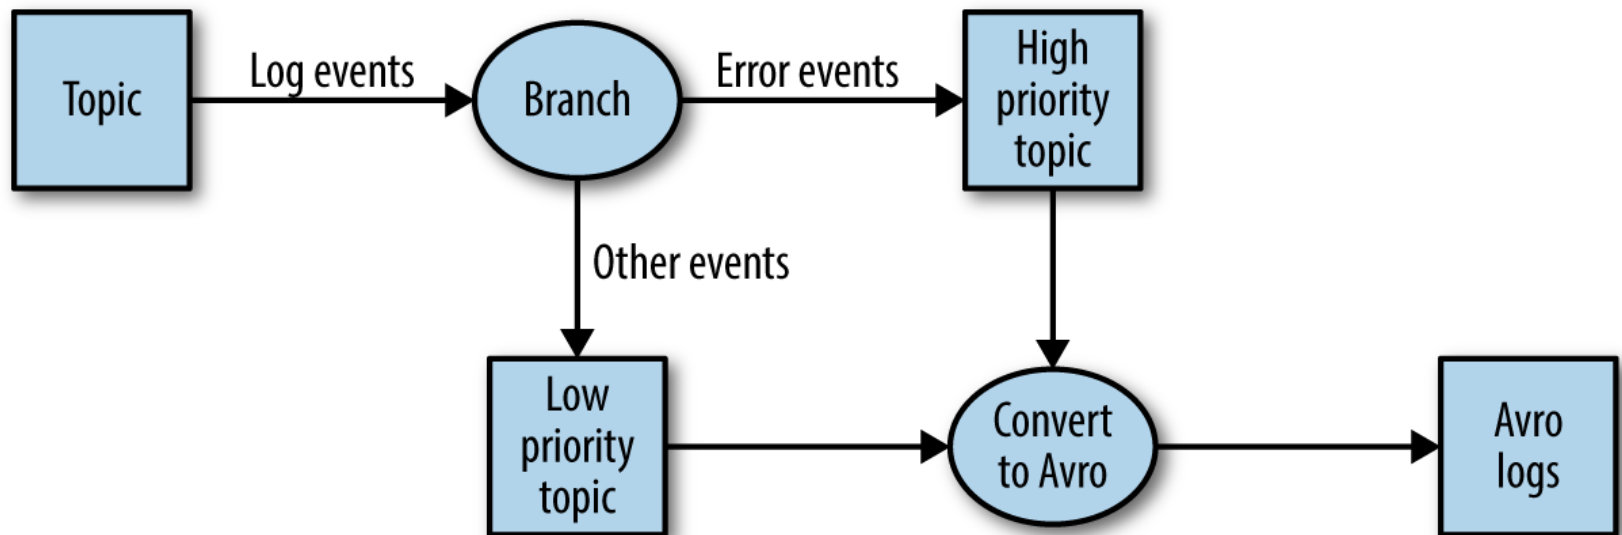 Topic
Log events
Branch
Error events
High
priority
topic
Other events
Low
priority
topic
Convert
to Avro
Avro
logs